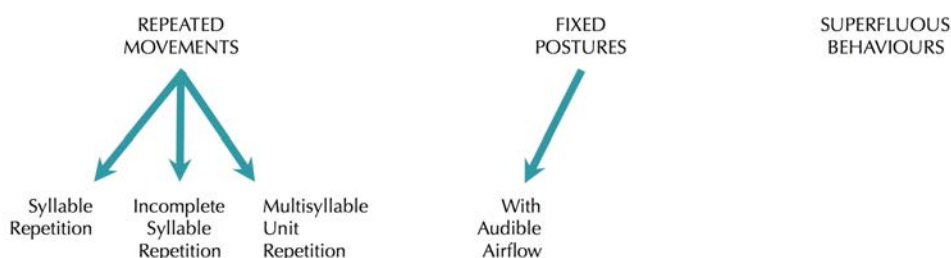 REPEATED
MOVEMENTS
FIXED
POSTURES
SUPERFLUOUS
BEHAVIOURS
Syllable
Repetition
Incomplete
Syllable
Repetition
Multisyllable
Unit
Repetition
With
Audible
Airflow